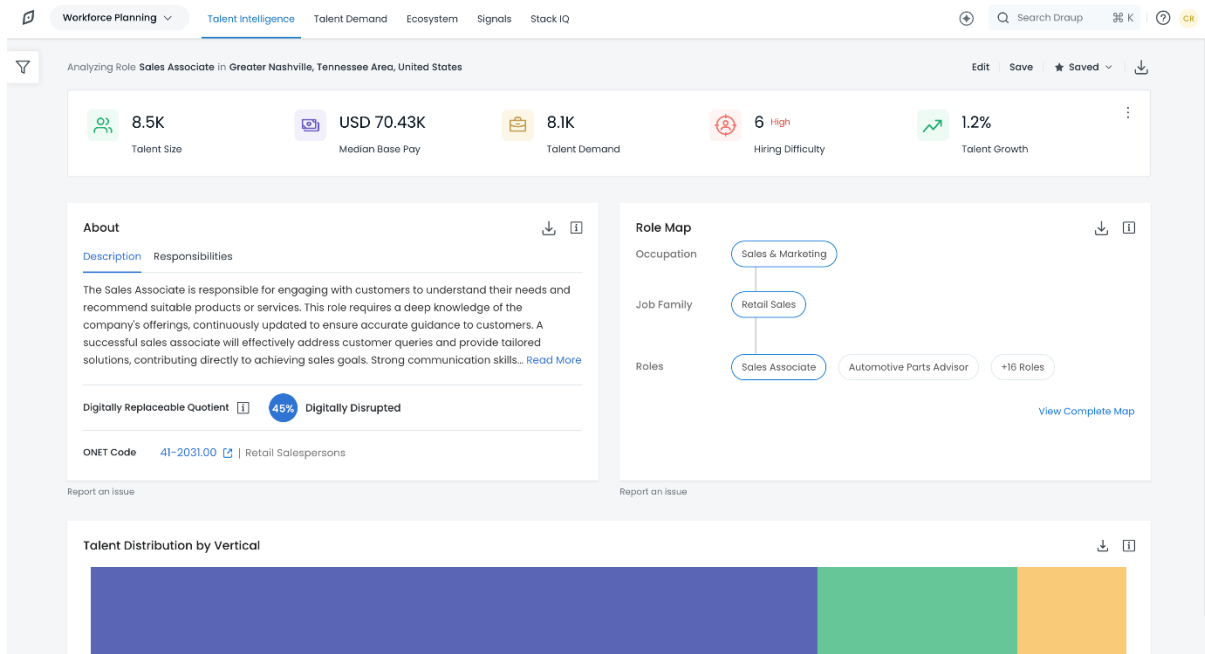 Workforce Planning
Talent Intelligence
Talent Demand
Ecosystem
Signals
Stack IQ
Search Draup ⌘ K
CR
Analyzing Role Sales Associate in Greater Nashville, Tennessee Area, United States
Edit
Save
Saved
8.5K
Talent Size
USD 70.43K
Median Base Pay
8.1K
Talent Demand
6 High
Hiring Difficulty
1.2%
Talent Growth
About
Description Responsibilities
The Sales Associate is responsible for engaging with customers to understand their needs and
recommend suitable products or services. This role requires a deep knowledge of the
company's offerings, continuously updated to ensure accurate guidance to customers. A
successful sales associate will effectively address customer queries and provide tailored
solutions, contributing directly to achieving sales goals. Strong communication skills... Read More
Digitally Replaceable Quotient 45% Digitally Disrupted
ONET Code 41-2031.00 | Retail Salespersons
Report an issue
Role Map
Occupation Sales & Marketing
Job Family Retail Sales
Roles Sales Associate Automotive Parts Advisor +16 Roles
View Complete Map
Report an issue
Talent Distribution by Vertical